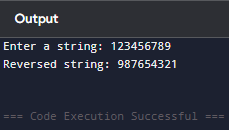 Output
Enter a string: 123456789
Reversed string: 987654321
=== Code Execution Successful ===